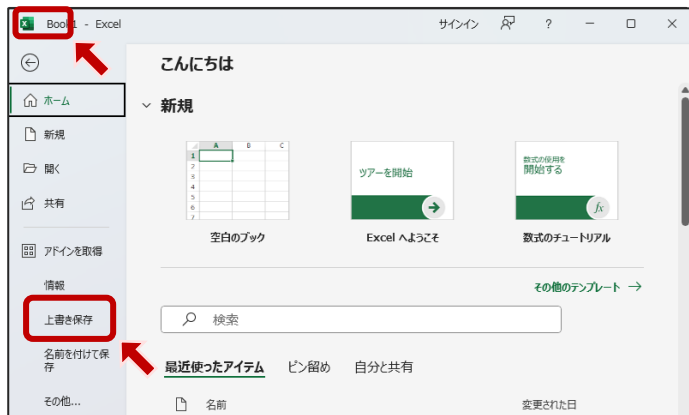 Book1 - Excel
サインイン
?
こんにちは
ホーム
新規
新規
開く
共有
アドインを取得
情報
上書き保存
名前を付けて保
存
その他...
A B C
1
2
3
4
5
6
7
空白のブック
ツアーを開始
Excel へようこそ
数式の使用を
開始する
fx
数式のチュートリアル
その他のテンプレート →
検索
最近使ったアイテム ピン留め 自分と共有
名前 変更された日